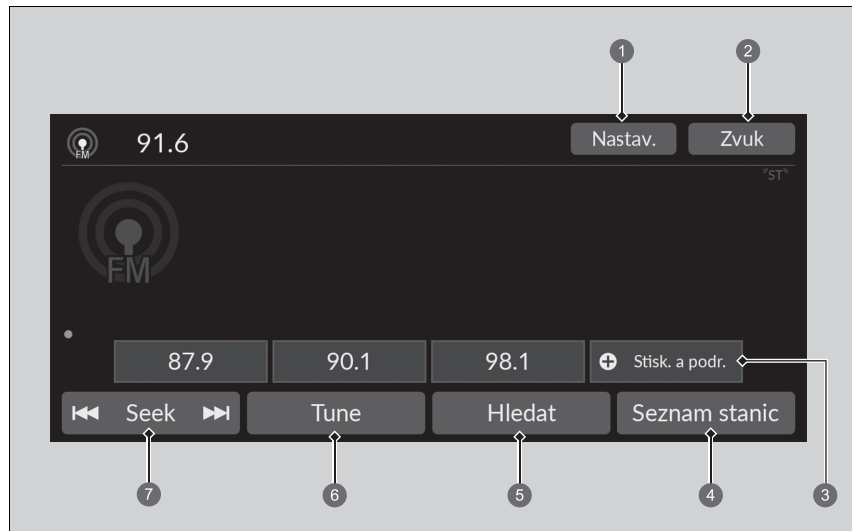 1 2
FM 91.6 Nastav. Zvuk
ST
FM
87.9 90.1 98.1 Stisk. a podr.
Seek Tune Hledat Seznam stanic
7 6 5 4 3